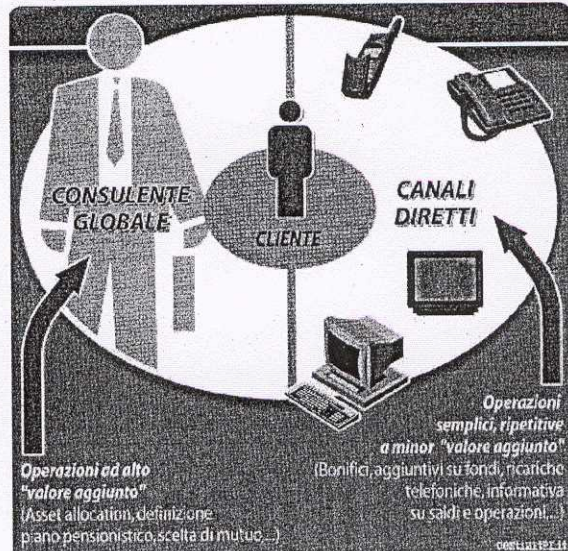 CONSULENTE
GLOBALE
CLIENTE
CANALI
DIRETTI
Operazioni ad alto
"valore aggiunto"
(Asset allocation, definizione
piano pensionistico, scelta di mutuo,...)
Operazioni
semplici, ripetitive
a minor "valore aggiunto"
(Bonifici, aggiuntivi su fondi, ricariche
telefoniche, informativa
su saldi e operazioni,...)